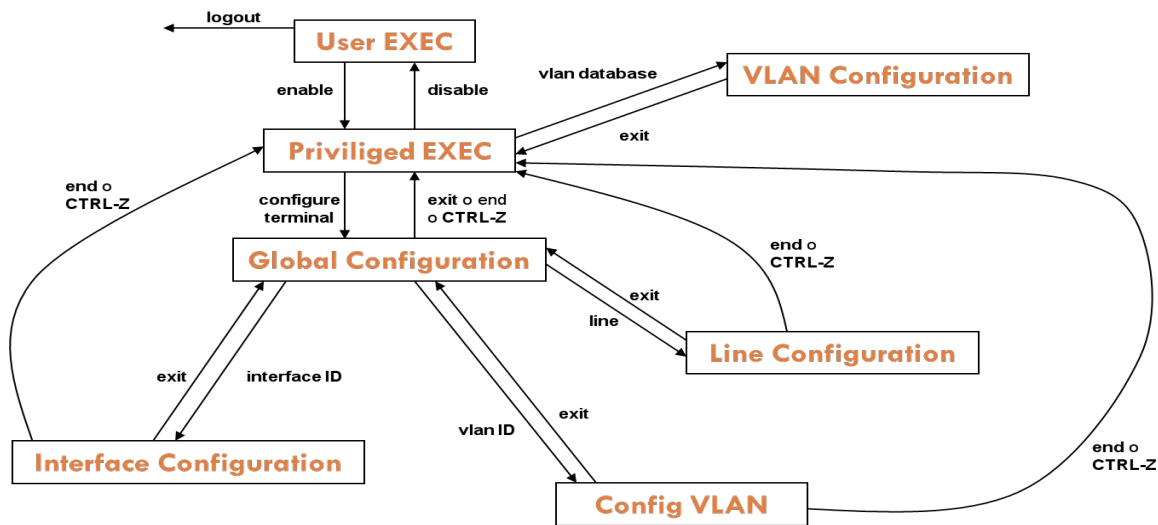 logout
User EXEC
enable
disable
vlan database
VLAN Configuration
exit
Priviliged EXEC
end o
CTRL-Z
configure
terminal
exit o end
o CTRL-Z
end o
CTRL-Z
Global Configuration
exit
line
Line Configuration
exit
interface ID
vlan ID
exit
end o
CTRL-Z
Interface Configuration
Config VLAN